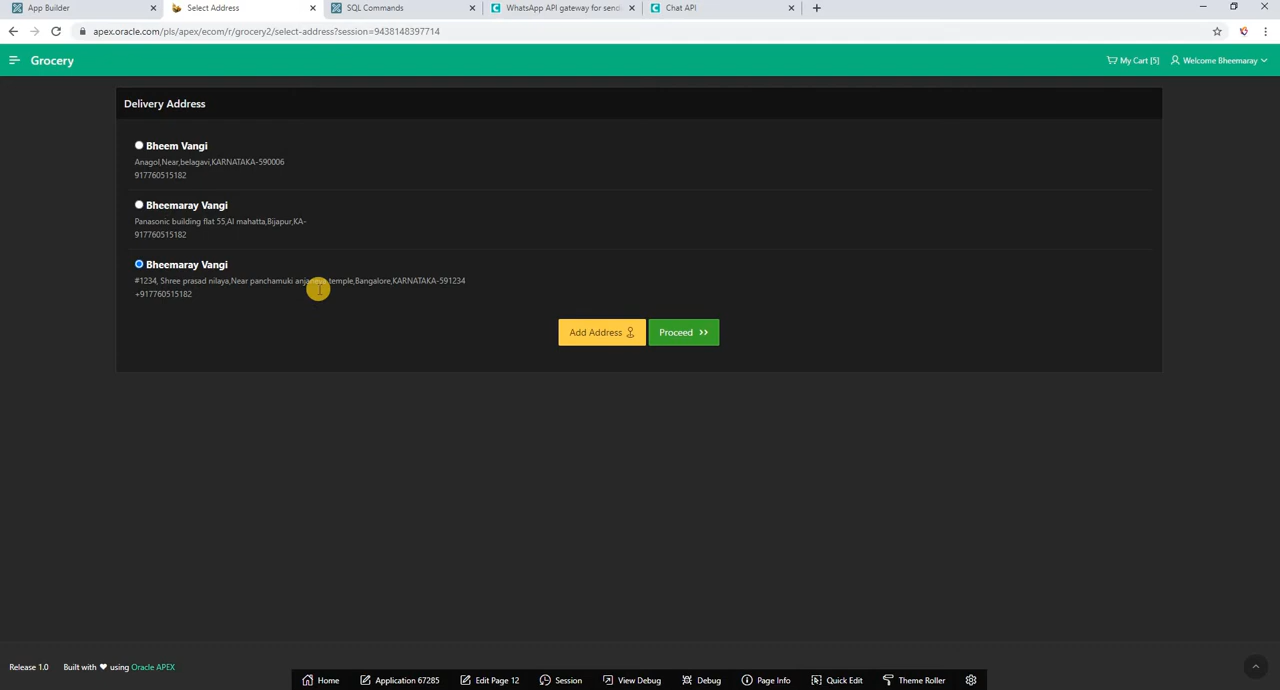 App Builder
Select Address
SQL Commands
WhatsApp API gateway for send
Chat API
apex.oracle.com/pls/apex/ecom/r/grocery2/select-address?session=9438148397714
Grocery
My Cart [5]
Welcome Bheemaray
Delivery Address
Bheem Vangi
Anagol,Near,belagavi,KARNATAKA-590006
917760515182
Bheemaray Vangi
Panasonic building flat 55,Al mahatta,Bijapur,KA-
917760515182
Bheemaray Vangi
#1234, Shree prasad nilaya,Near panchamuki anjaneya temple,Bangalore,KARNATAKA-591234
+917760515182
Add Address
Proceed
Release 1.0
Built with ❤ using Oracle APEX
Home
Application 67285
Edit Page 12
Session
View Debug
Debug
Page Info
Quick Edit
Theme Roller